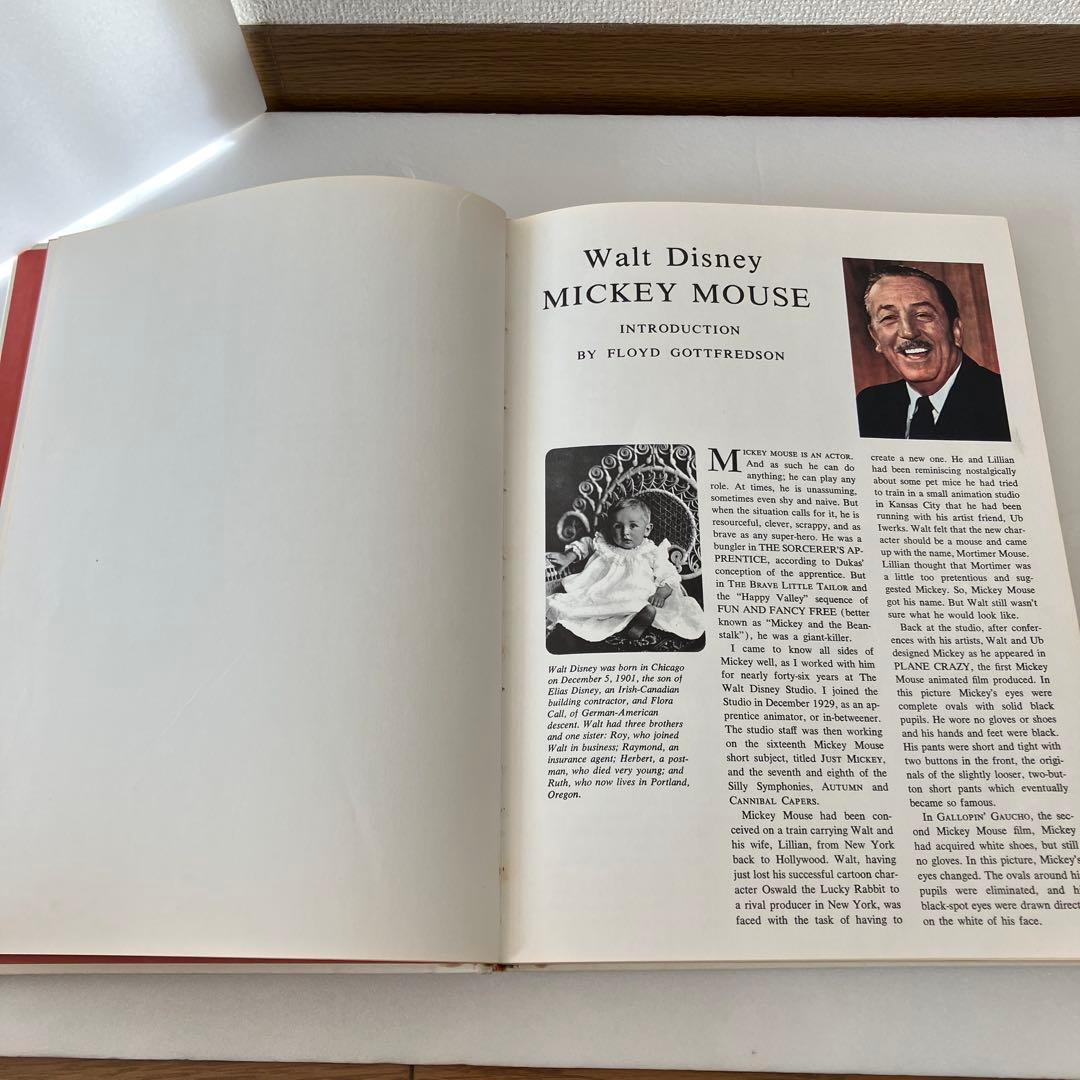 Walt Disney
MICKEY MOUSE
INTRODUCTION
BY FLOYD GOTTFREDSON
Walt Disney was born in Chicago
on December 5, 1901, the son of
Elias Disney, an Irish-Canadian
building contractor, and Flora
Call, of German-American
descent. Walt had three brothers
and one sister: Roy, who joined
Walt in business; Raymond, an
insurance agent; Herbert, a post-
man, who died very young; and
Ruth, who now lives in Portland,
Oregon.
MICKEY MOUSE IS AN ACTOR.
And as such he can do
anything; he can play any
role. At times, he is unassuming,
sometimes even shy and naive. But
when the situation calls for it, he is
resourceful, clever, scrappy, and as
brave as any super-hero. He was a
bungler in THE SORCERER'S AP-
PRENTICE, according to Dukas'
conception of the apprentice. But
in THE BRAVE LITTLE TAILOR and
the "Happy Valley" sequence of
FUN AND FANCY FREE (better
known as "Mickey and the Bean-
stalk"), he was a giant-killer.
I came to know all sides of
Mickey well, as I worked with him
for nearly forty-six years at The
Walt Disney Studio. I joined the
Studio in December 1929, as an ap-
prentice animator, or in-betweener.
The studio staff was then working
on the sixteenth Mickey Mouse
short subject, titled JUST MICKEY,
and the seventh and eighth of the
Silly Symphonies, AUTUMN and
CANNIBAL CAPERS.
Mickey Mouse had been con-
ceived on a train carrying Walt and
his wife, Lillian, from New York
back to Hollywood. Walt, having
just lost his successful cartoon char-
acter Oswald the Lucky Rabbit to
a rival producer in New York, was
faced with the task of having to
create a new one. He and Lillian
had been reminiscing nostalgically
about some pet mice he had tried
to train in a small animation studio
in Kansas City that he had been
running with his artist friend, Ub
Iwerks. Walt felt that the new char-
acter should be a mouse and came
up with the name, Mortimer Mouse.
Lillian thought that Mortimer was
a little too pretentious and sug-
gested Mickey. So, Mickey Mouse
got his name. But Walt still wasn't
sure what he would look like.
Back at the studio, after confer-
ences with his artists, Walt and Ub
designed Mickey as he appeared in
PLANE CRAZY, the first Mickey
Mouse animated film produced. In
this picture Mickey's eyes were
complete ovals with solid black
pupils. He wore no gloves or shoes
and his hands and feet were black.
His pants were short and tight with
two buttons in the front, the origi-
nals of the slightly looser, two-but-
ton short pants which eventually
became so famous.
In GALLOPIN' GAUCHO, the sec-
ond Mickey Mouse film, Mickey
had acquired white shoes, but still
no gloves. In this picture, Mickey's
eyes changed. The ovals around
pupils were eliminated, and
black-spot eyes were drawn
on the white of his face.